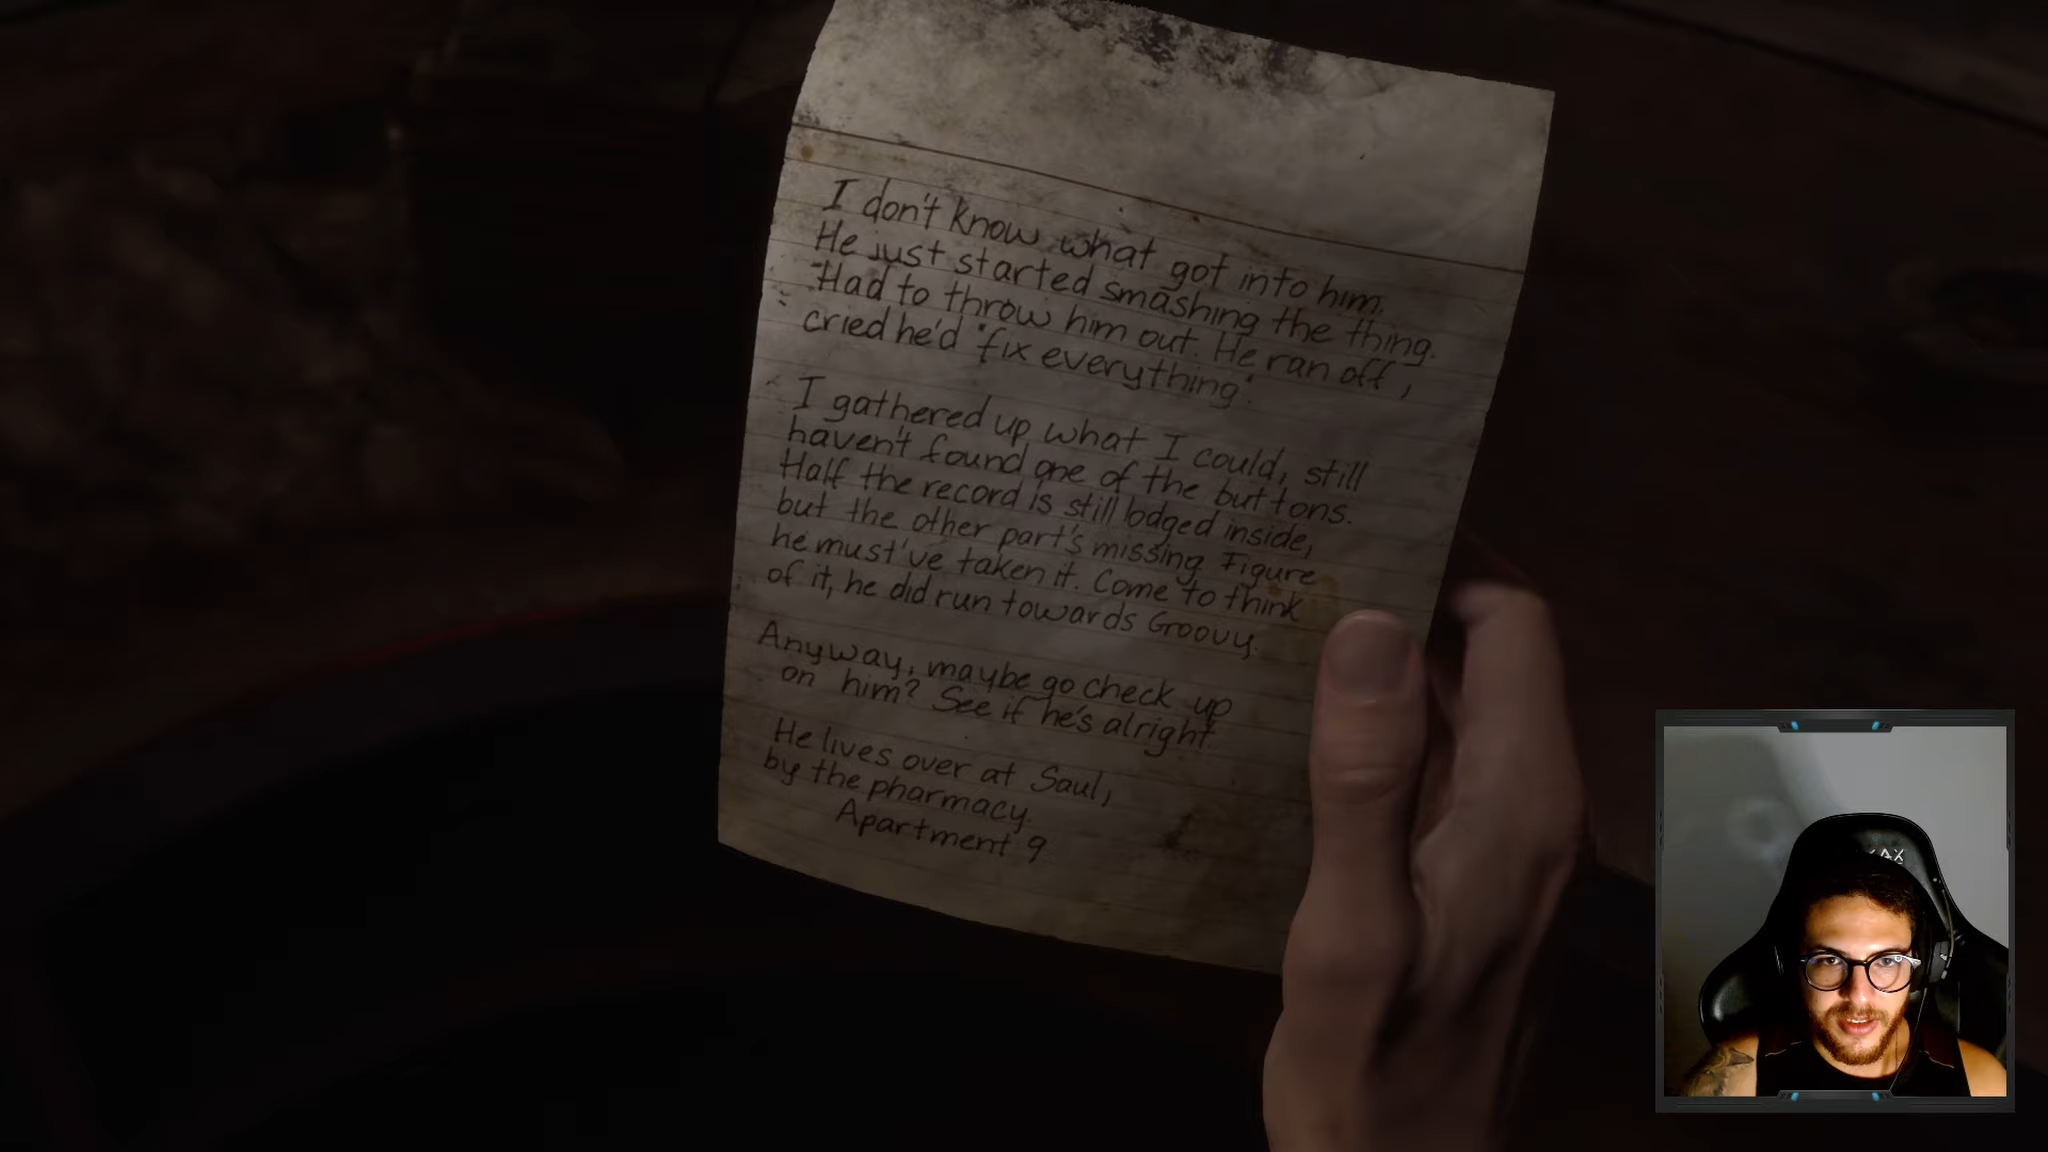 I don't know what got into him.
He just started smashing the thing.
Had to throw him out. He ran off,
cried he'd "fix everything".
I gathered up what I could, still
haven't found one of the buttons.
Half the record is still lodged inside,
but the other part's missing. Figure
he must've taken it. Come to think
of it, he did run towards Groovy.
Anyway, maybe go check up
on him? See if he's alright.
He lives over at Saul,
by the pharmacy.
Apartment 9